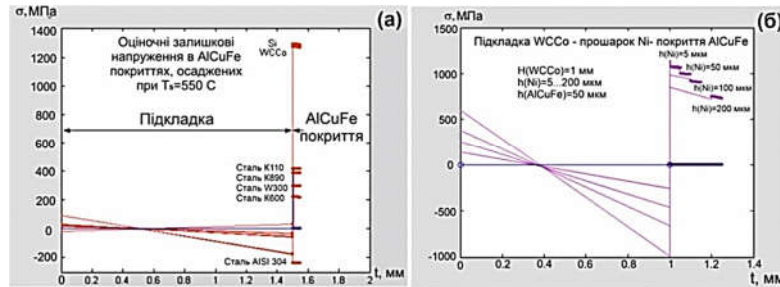 σ, МПа
(а)
1400
1200
1000
800
600
400
200
0
-200
Оціночні залишкові
напруження в AlCuFe
покриттях, осаджених
при Tₛ=550 C
Si
WCCo
Підкладка
AlCuFe
покриття
Сталь K110
Сталь K890
Сталь W300
Сталь K600
Сталь AISI 304
0 0.2 0.4 0.6 0.8 1 1.2 1.4 1.6 1.8 2
t, мм
σ, МПа
(б)
1000
500
0
-500
-1000
Підкладка WCCo - прошарок Ni- покриття AlCuFe
H(WCCo)=1 мм
h(Ni)=5...200 мкм
h(AlCuFe)=50 мкм
h(Ni)=5 мкм
h(Ni)=50 мкм
h(Ni)=100 мкм
h(Ni)=200 мкм
0 0.2 0.4 0.6 0.8 1 1.2 1.4
t, мм